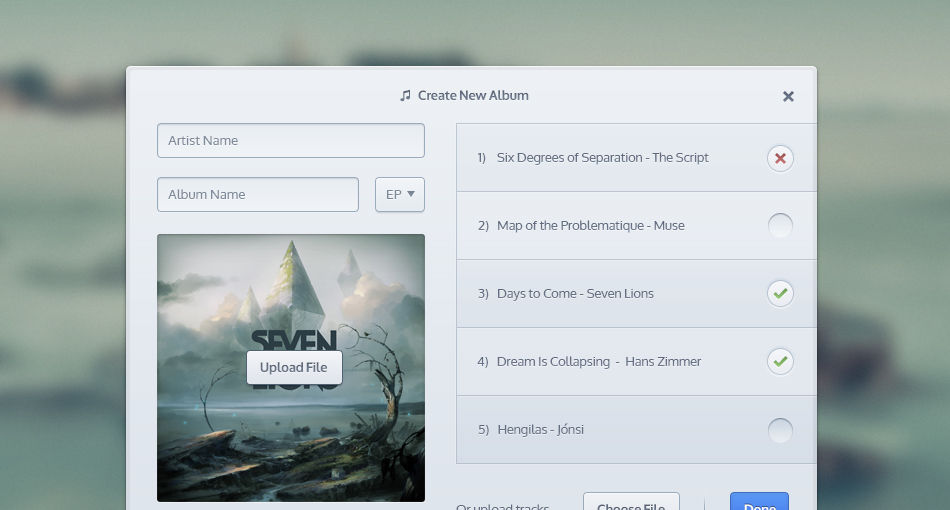 Create New Album
Artist Name
Album Name
EP
SEVEN
LIONS
Upload File
1) Six Degrees of Separation - The Script
2) Map of the Problematique - Muse
3) Days to Come - Seven Lions
4) Dream Is Collapsing - Hans Zimmer
5) Hengilas - Jónsi
Or upload tracks
Choose File
Done